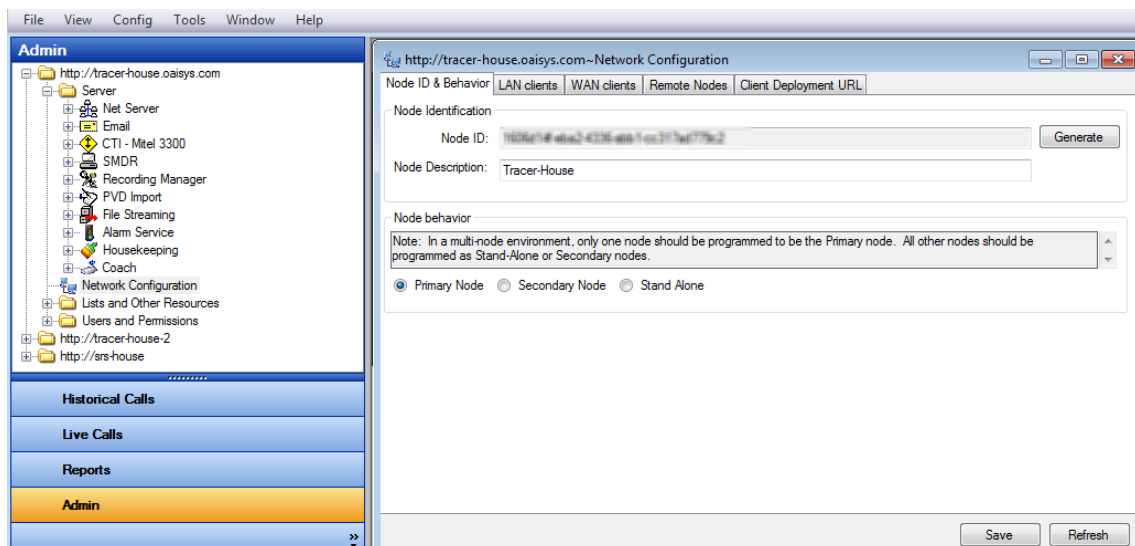 File View Config Tools Window Help
Admin
http://tracer-house.oaisys.com
Server
Net Server
Email
CTI - Mitel 3300
SMDR
Recording Manager
PVD Import
File Streaming
Alarm Service
Housekeeping
Coach
Network Configuration
Lists and Other Resources
Users and Permissions
http://tracer-house-2
http://srs-house
Historical Calls
Live Calls
Reports
Admin
»
http://tracer-house.oaisys.com~Network Configuration
Node ID & Behavior LAN clients WAN clients Remote Nodes Client Deployment URL
Node Identification
Node ID: Generate
Node Description: Tracer-House
Node behavior
Note: In a multi-node environment, only one node should be programmed to be the Primary node. All other nodes should be
programmed as Stand-Alone or Secondary nodes.
Primary Node Secondary Node Stand Alone
Save Refresh